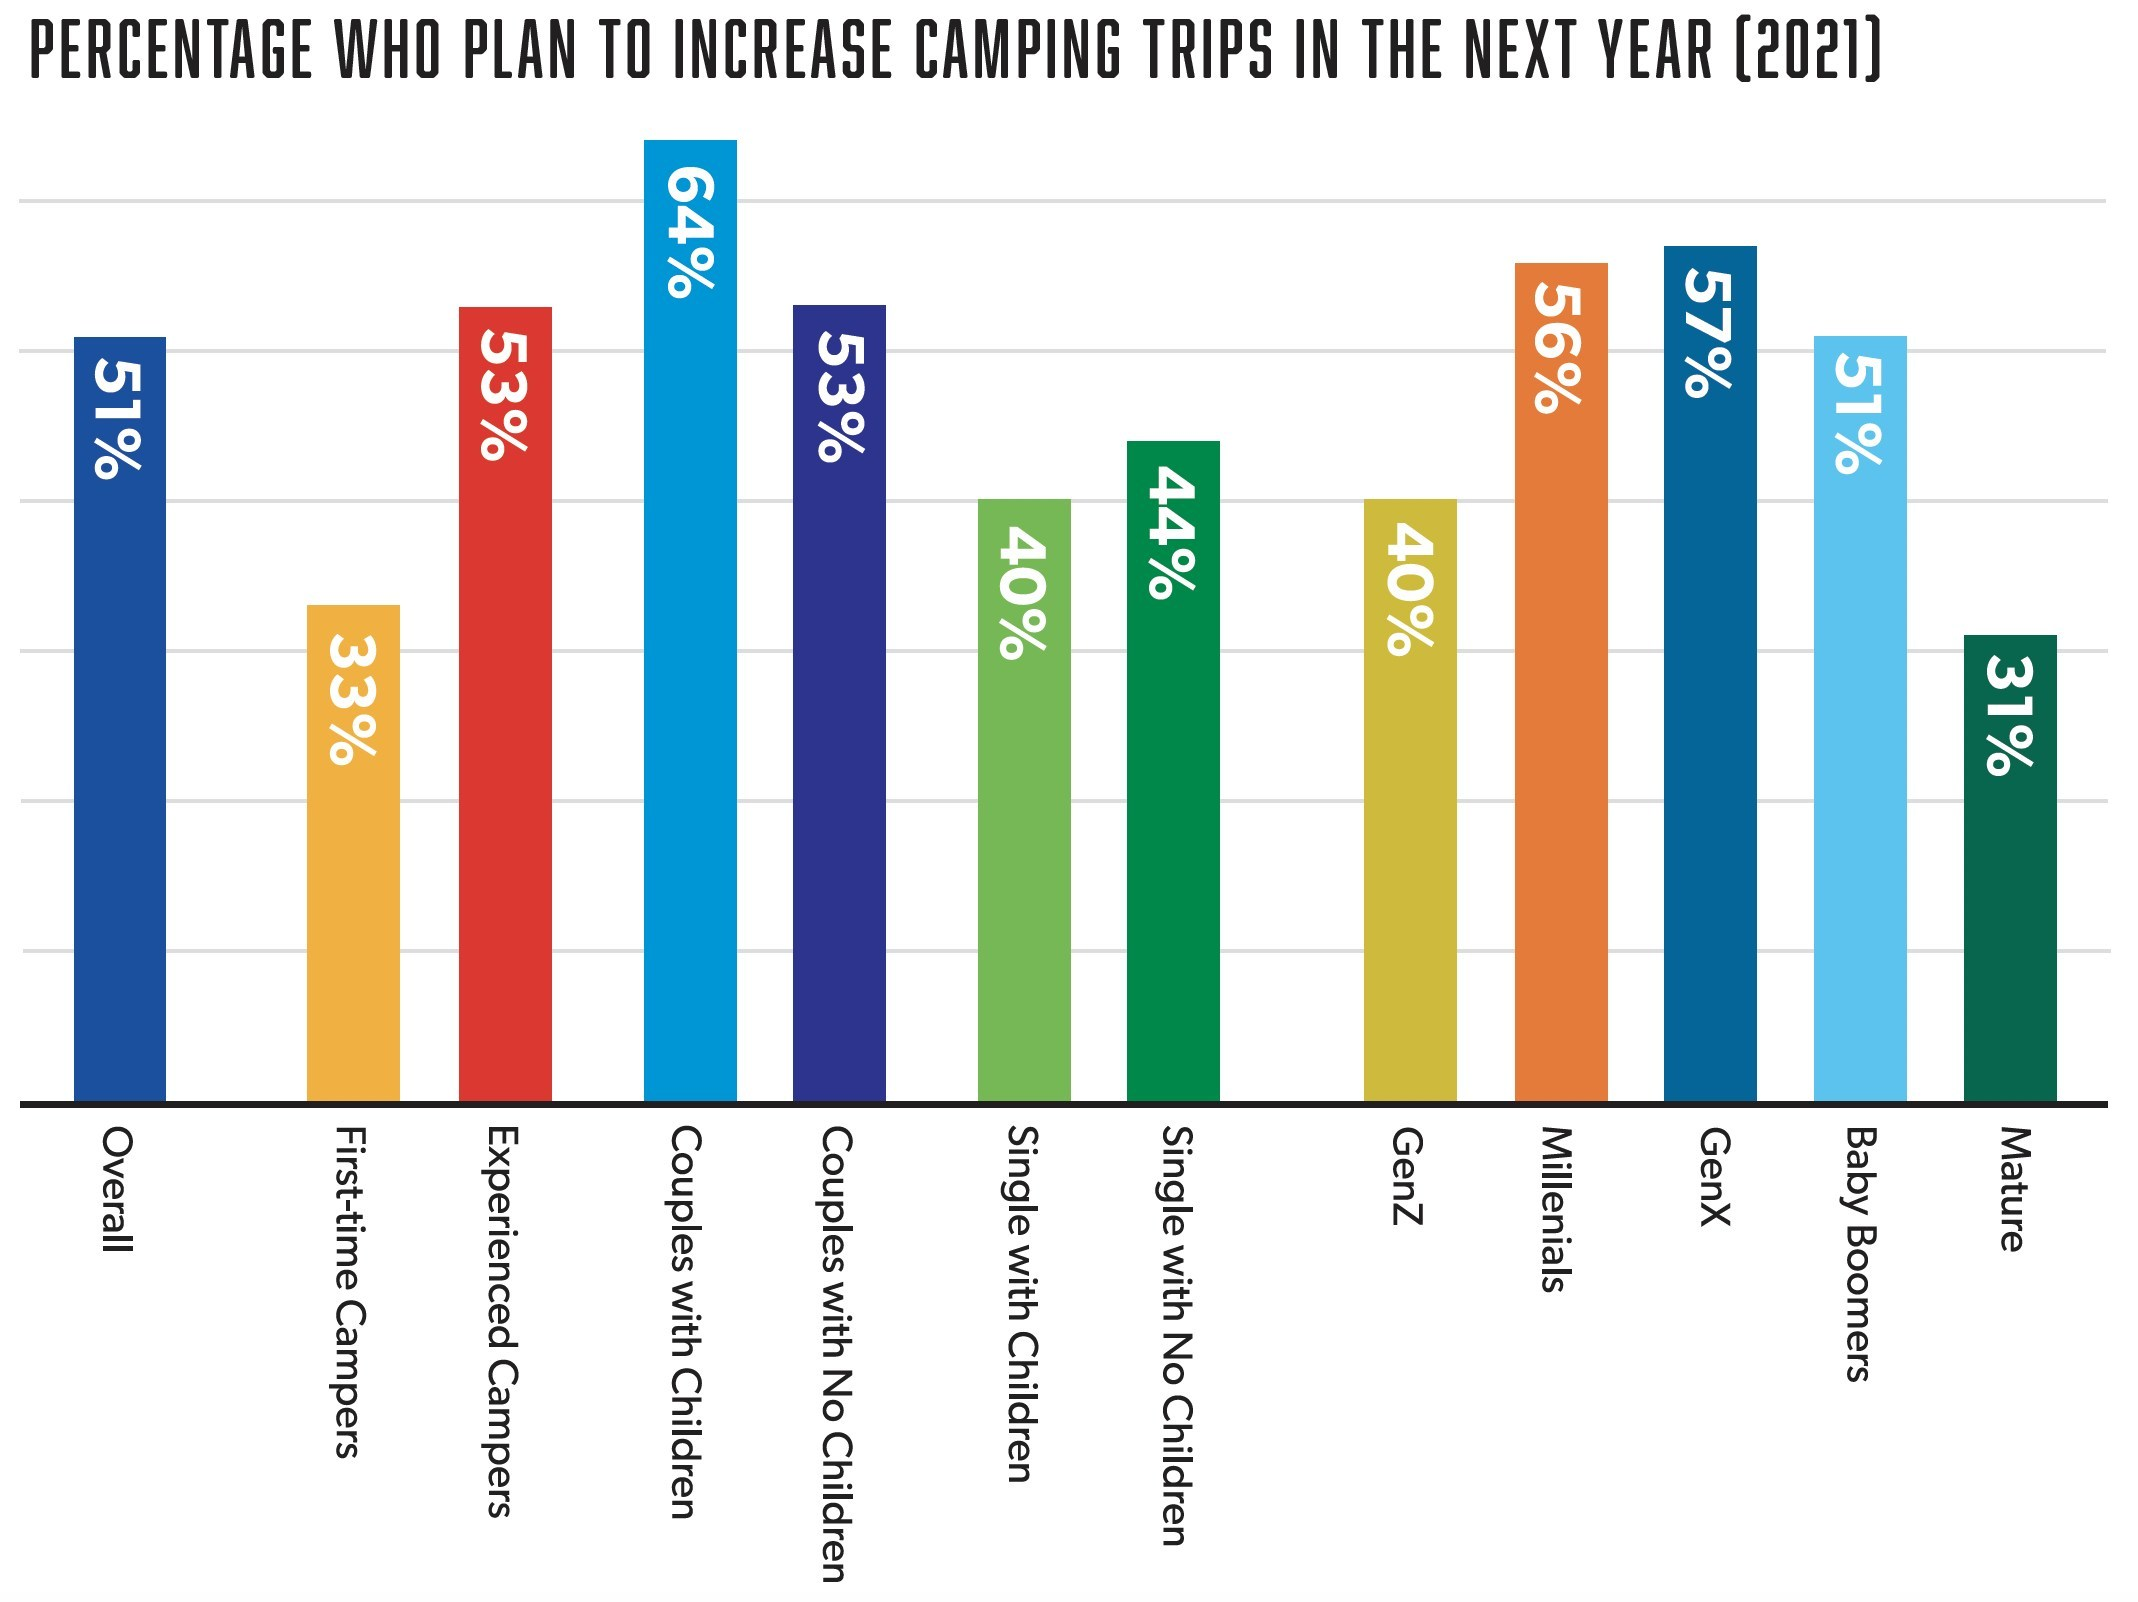 PERCENTAGE WHO PLAN TO INCREASE CAMPING TRIPS IN THE NEXT YEAR (2021)
51%
33%
53%
64%
53%
40%
44%
40%
56%
57%
51%
31%
Overall
First-time Campers
Experienced Campers
Couples with Children
Couples with No Children
Single with Children
Single with No Children
GenZ
Millenials
GenX
Baby Boomers
Mature